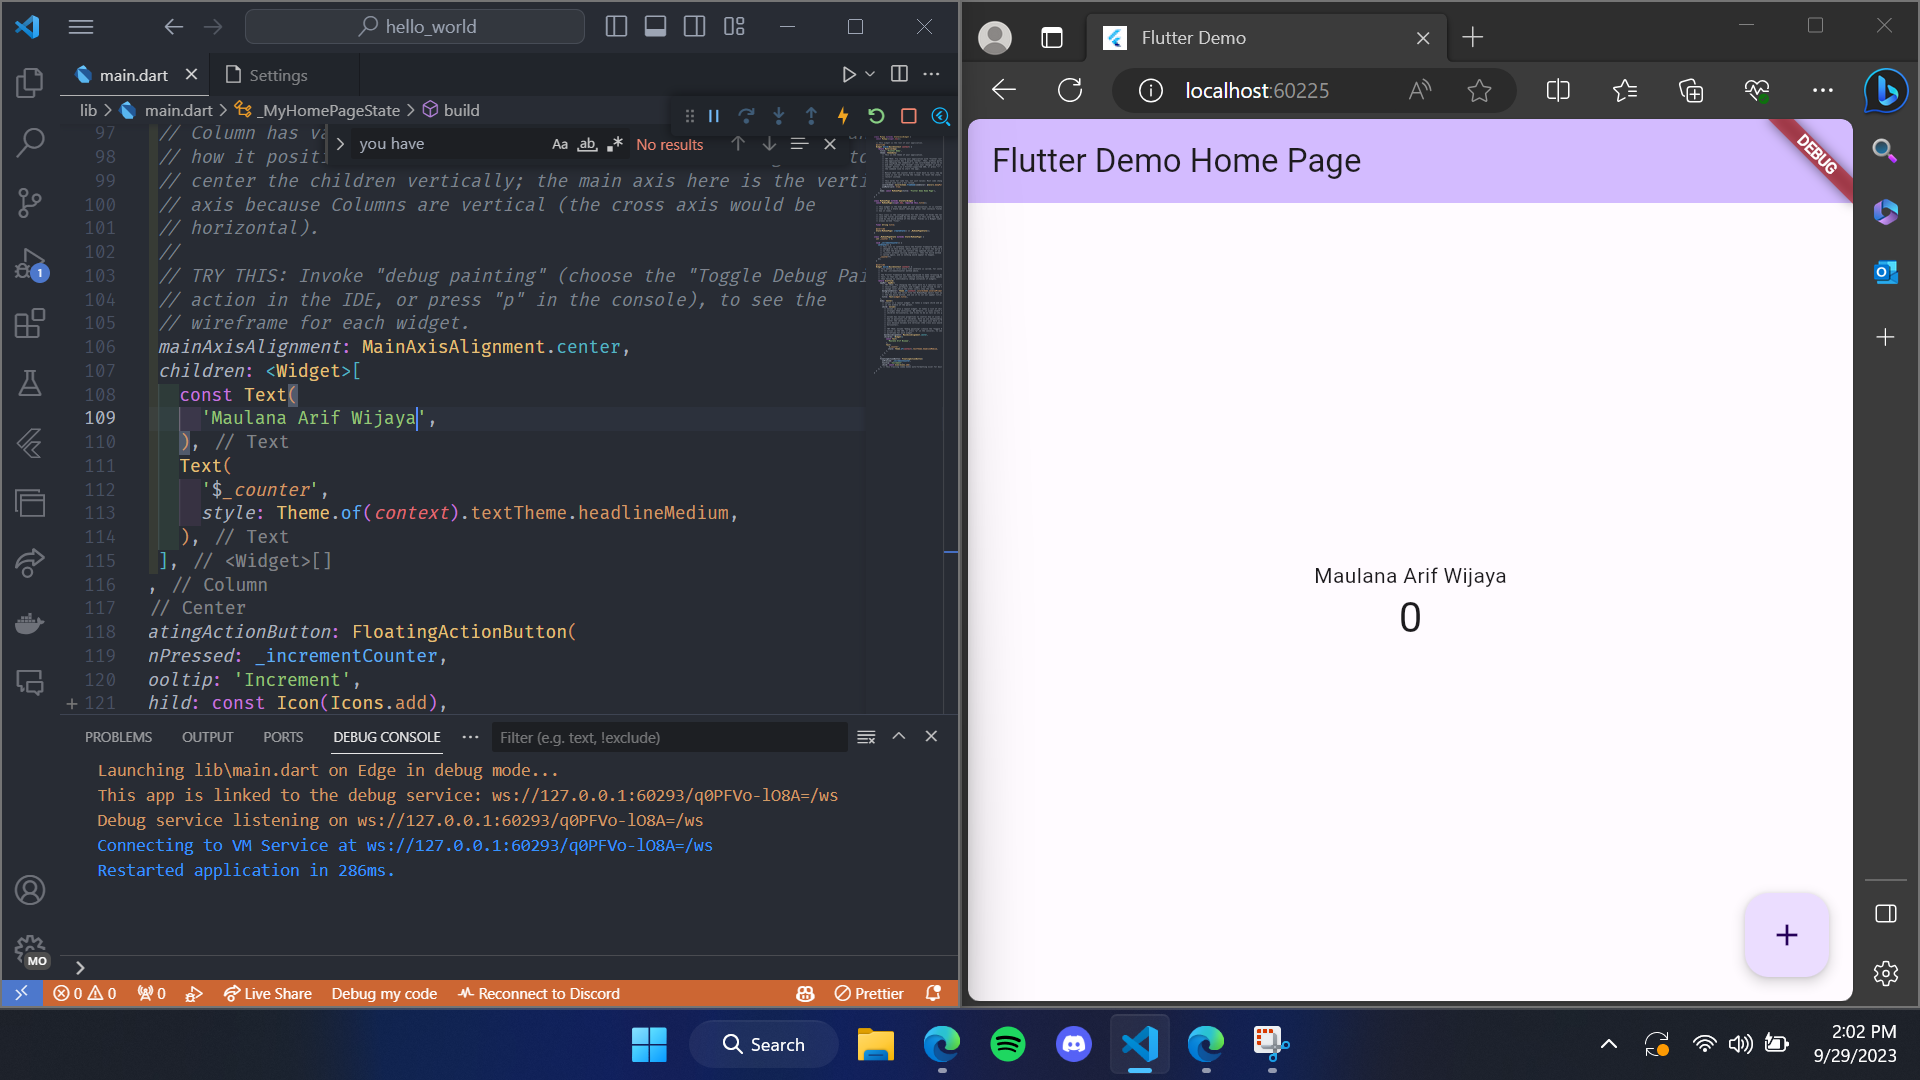 hello_world
main.dart
Settings
lib > main.dart > _MyHomePageState > build
you have
Aa ab .* No results
97 // Column has va
98 // how it positi to
99 // center the children vertically; the main axis here is the verti
100 // axis because Columns are vertical (the cross axis would be
101 // horizontal).
102 //
103 // TRY THIS: Invoke "debug painting" (choose the "Toggle Debug Pai
104 // action in the IDE, or press "p" in the console), to see the
105 // wireframe for each widget.
106 mainAxisAlignment: MainAxisAlignment.center,
107 children: <Widget>[
108 const Text(
109 'Maulana Arif Wijaya',
110 ), // Text
111 Text(
112 '$_counter',
113 style: Theme.of(context).textTheme.headlineMedium,
114 ), // Text
115 ], // <Widget>[]
116 , // Column
117 // Center
118 atingActionButton: FloatingActionButton(
119 nPressed: _incrementCounter,
120 ooltip: 'Increment',
121 hild: const Icon(Icons.add),
1
PROBLEMS OUTPUT PORTS DEBUG CONSOLE ··· Filter (e.g. text, !exclude)
Launching lib\main.dart on Edge in debug mode...
This app is linked to the debug service: ws://127.0.0.1:60293/q0PFVo-lO8A=/ws
Debug service listening on ws://127.0.0.1:60293/q0PFVo-lO8A=/ws
Connecting to VM Service at ws://127.0.0.1:60293/q0PFVo-lO8A=/ws
Restarted application in 286ms.
MO
0 0 0 Live Share Debug my code Reconnect to Discord Prettier
Flutter Demo
localhost:60225
Flutter Demo Home Page
DEBUG
Maulana Arif Wijaya
0
Search
2:02 PM
9/29/2023